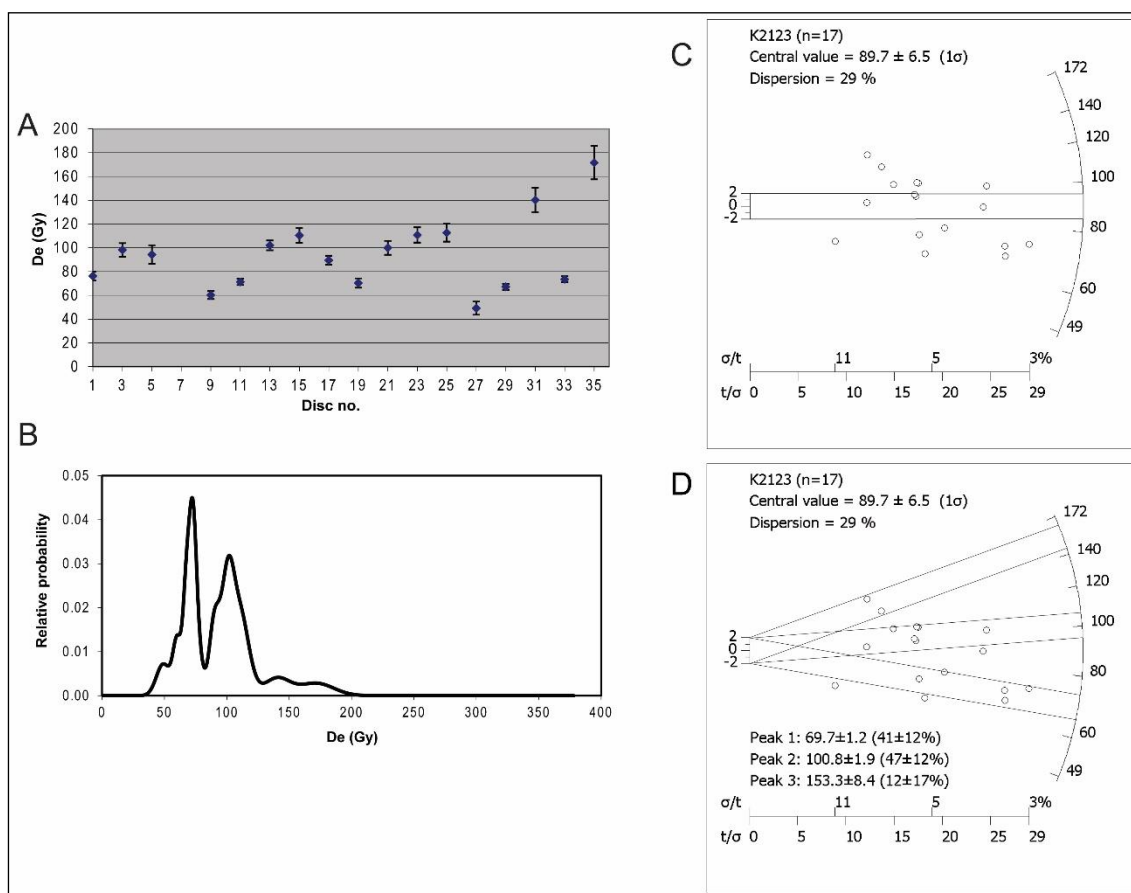 A
De (Gy)
200
180
160
140
120
100
80
60
40
20
0
1 3 5 7 9 11 13 15 17 19 21 23 25 27 29 31 33 35
Disc no.
B
Relative probability
0.05
0.04
0.03
0.02
0.01
0.00
0 50 100 150 200 250 300 350 400
De (Gy)
C
K2123 (n=17)
Central value = 89.7 ± 6.5 (1σ)
Dispersion = 29 %
172
140
120
100
80
60
49
2
0
-2
σ/t 11 5 3%
t/σ 0 5 10 15 20 25 29
D
K2123 (n=17)
Central value = 89.7 ± 6.5 (1σ)
Dispersion = 29 %
172
140
120
100
80
60
49
2
0
-2
Peak 1: 69.7±1.2 (41±12%)
Peak 2: 100.8±1.9 (47±12%)
Peak 3: 153.3±8.4 (12±17%)
σ/t 11 5 3%
t/σ 0 5 10 15 20 25 29